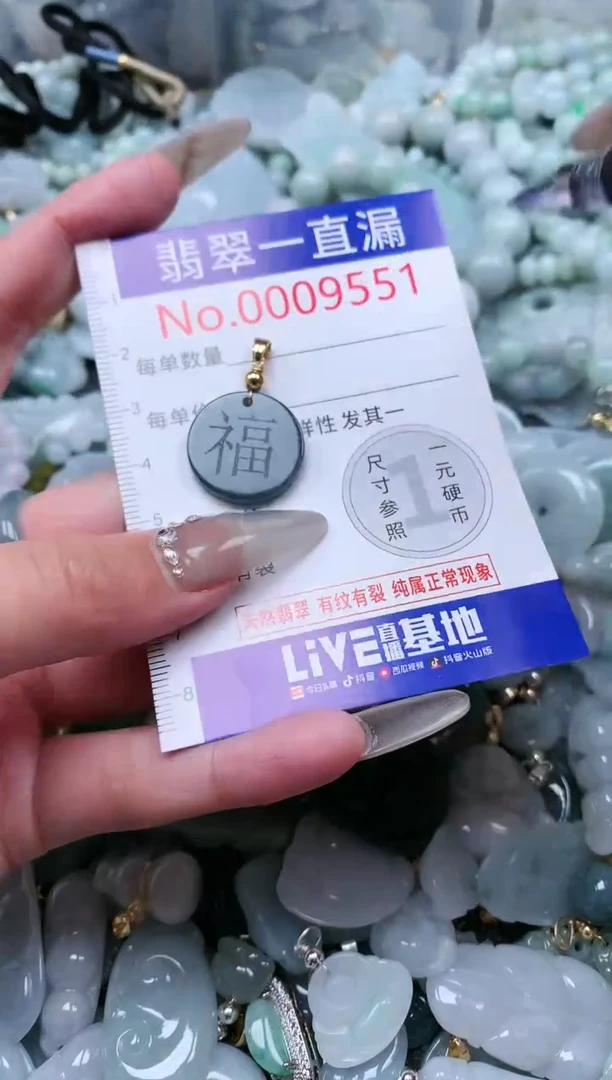 翡翠一直漏
No.0009551
1
2
每单数量
3
每单
样性 发其一
福
4
尺寸参照
1
一元硬币
5
有裂
天然翡翠 有纹有裂 纯属正常现象
LiVE直播基地
8
今日头条 抖音 西瓜视频 抖音火山版